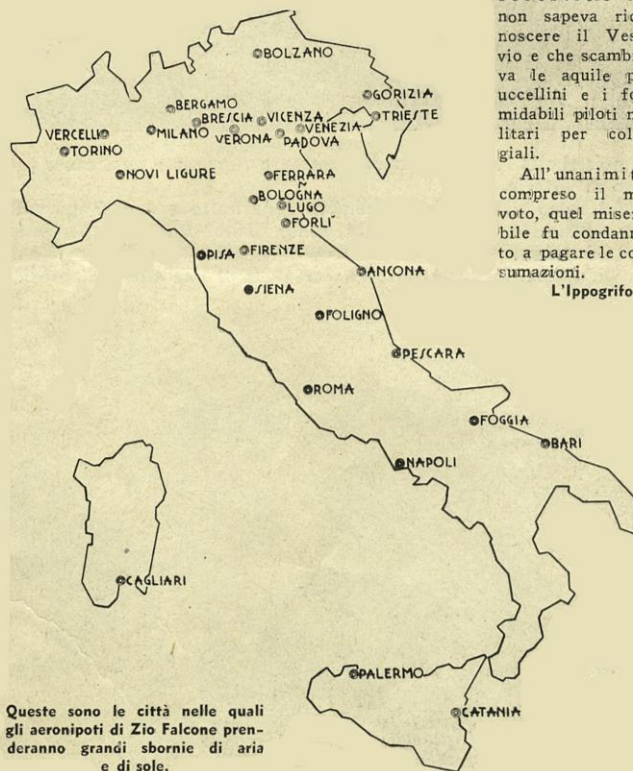 non sapeva ric
noscere il Ves
vio e che scamb
va le aquile p
uccellini e i fo
midabili piloti m
litari per col
giali.
All'unanimit
compreso il m
voto, quel miser
bile fu condan
to a pagare le co
sumazioni.
L'Ippogrifo
BOLZANO
GORIZIA
BERGAMO
BRESCIA
VICENZA
TRIESTE
VERCELLI
MILANO
VERONA
VENEZIA
PADOVA
TORINO
NOVI LIGURE
FERRARA
BOLOGNA
LUGO
FORLI'
PISA
FIRENZE
ANCONA
SIENA
FOLIGNO
PESCARA
ROMA
FOGGIA
BARI
NAPOLI
CAGLIARI
PALERMO
CATANIA
Queste sono le città nelle quali
gli aeronipoti di Zio Falcone pren-
deranno grandi sbornie di aria
e di sole.